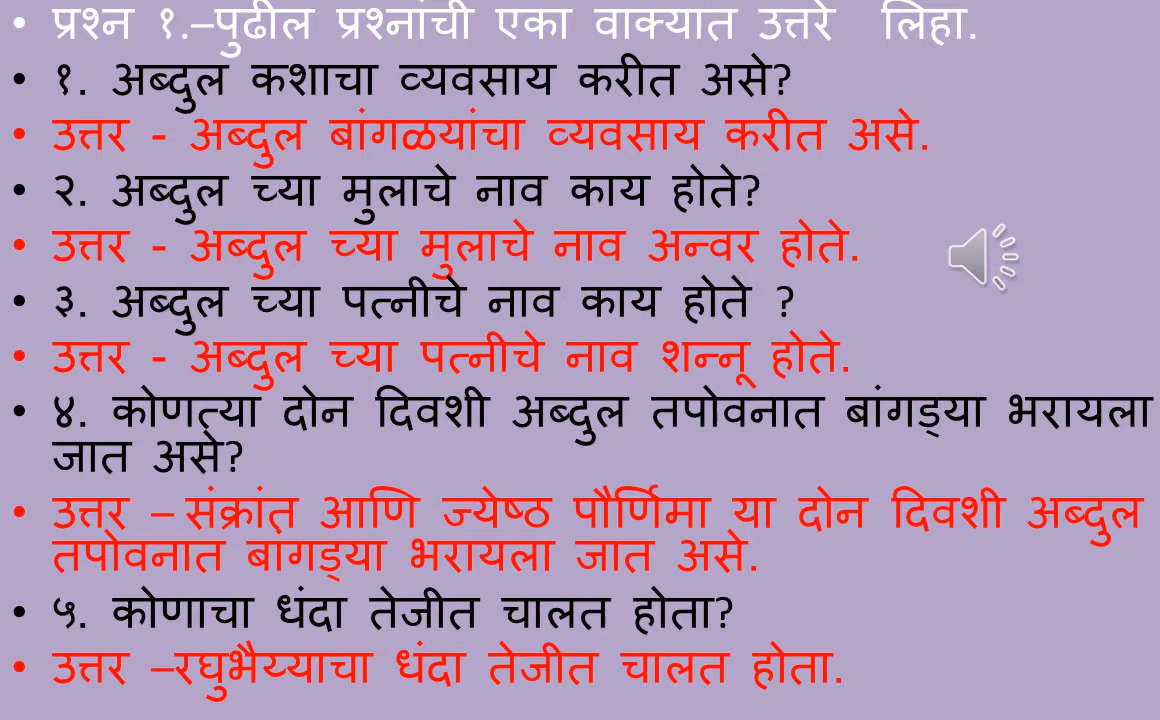 • प्रश्न १.–पुढील प्रश्नांची एका वाक्यात उत्तरे लिहा.
• १. अब्दुल कशाचा व्यवसाय करीत असे?
• उत्तर - अब्दुल बांगळयांचा व्यवसाय करीत असे.
• २. अब्दुल च्या मुलाचे नाव काय होते?
• उत्तर - अब्दुल च्या मुलाचे नाव अन्वर होते.
• ३. अब्दुल च्या पत्नीचे नाव काय होते ?
• उत्तर - अब्दुल च्या पत्नीचे नाव शन्नू होते.
• ४. कोणत्या दोन दिवशी अब्दुल तपोवनात बांगड्या भरायला
जात असे?
• उत्तर – संक्रांत आणि ज्येष्ठ पौर्णिमा या दोन दिवशी अब्दुल
तपोवनात बांगड्या भरायला जात असे.
• ५. कोणाचा धंदा तेजीत चालत होता?
• उत्तर –रघुभैय्याचा धंदा तेजीत चालत होता.